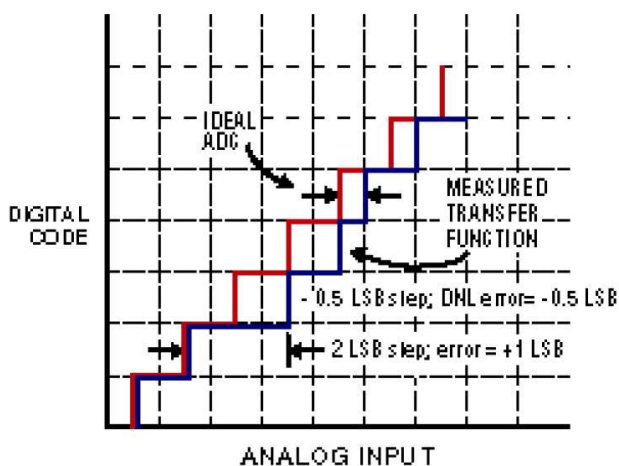 IDEAL
ADC
DIGITAL
CODE
MEASURED
TRANSFER
FUNCTION
- '0.5 LSB step; DNL error= -0.5 LSB
2 LSB step; error = +1 LSB
ANALOG INPUT